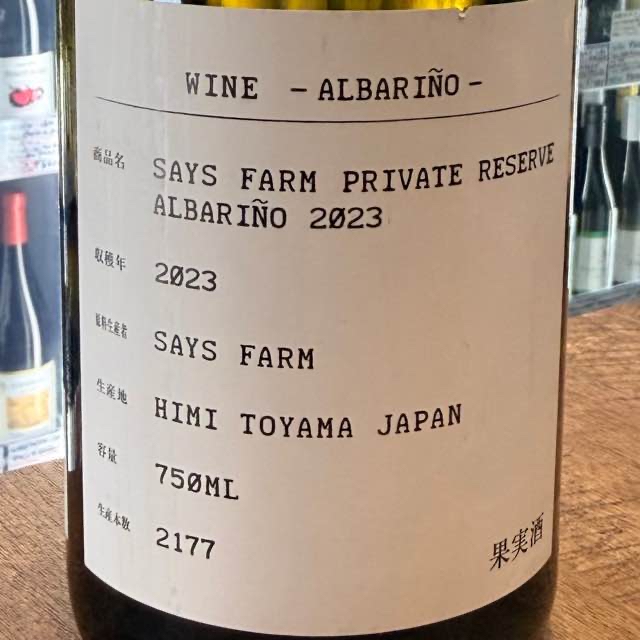 WINE - ALBARIÑO -
商品名 SAYS FARM PRIVATE RESERVE
ALBARIÑO 2023
収穫年 2023
原料生産者 SAYS FARM
生産地 HIMI TOYAMA JAPAN
容量 750ML
生産本数 2177
果実酒